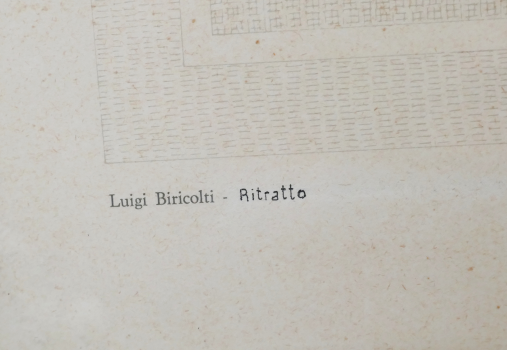 Luigi Biricolti - Ritratto